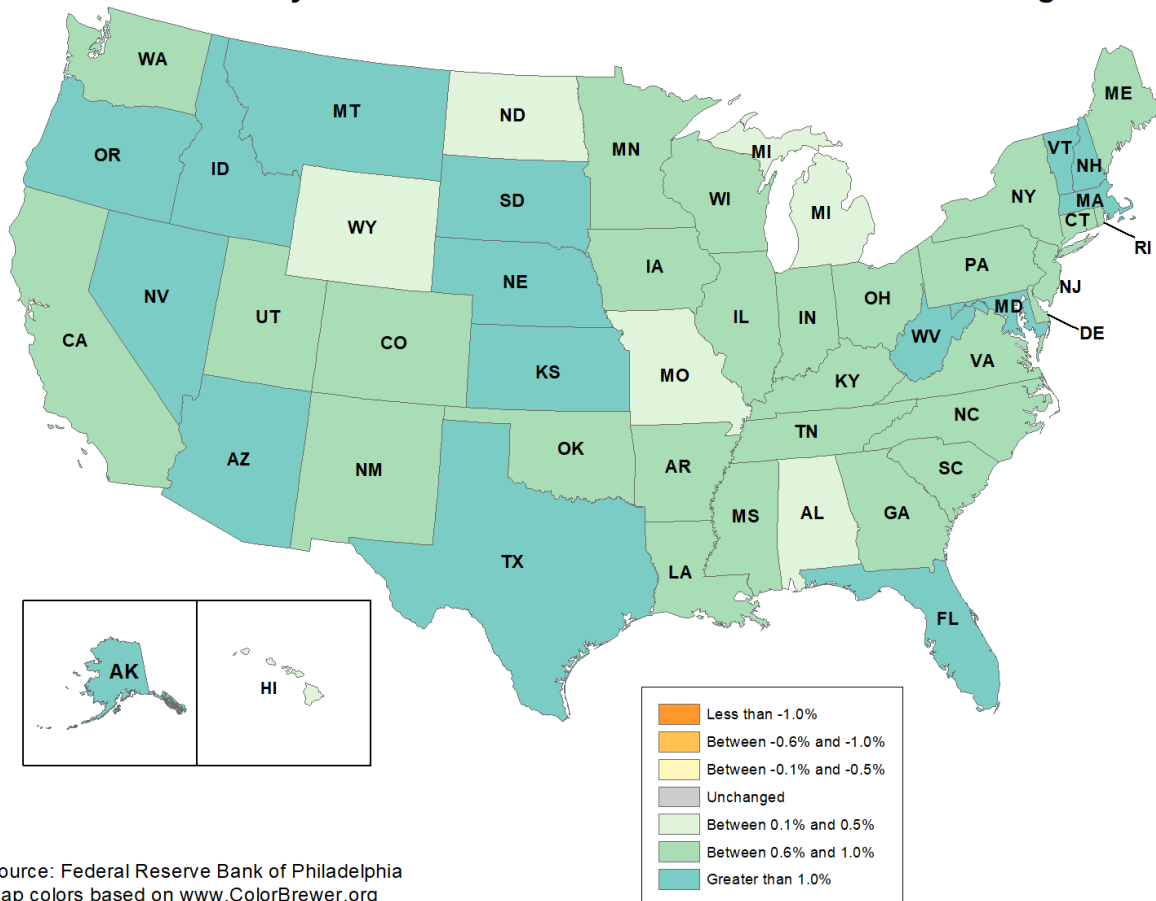 WA
ME
MT
ND
VT
MN
MI
OR
NH
ID
SD
WI
NY
MA
MI
CT
WY
RI
IA
PA
NE
NV
OH
NJ
UT
IL
IN
MD
DE
CA
CO
WV
VA
KS
MO
KY
NC
TN
OK
AZ
NM
AR
SC
MS
AL
GA
TX
LA
FL
AK
HI
Less than -1.0%
Between -0.6% and -1.0%
Between -0.1% and -0.5%
Unchanged
Between 0.1% and 0.5%
Between 0.6% and 1.0%
Greater than 1.0%
ource: Federal Reserve Bank of Philadelphia
ap colors based on www.ColorBrewer.org